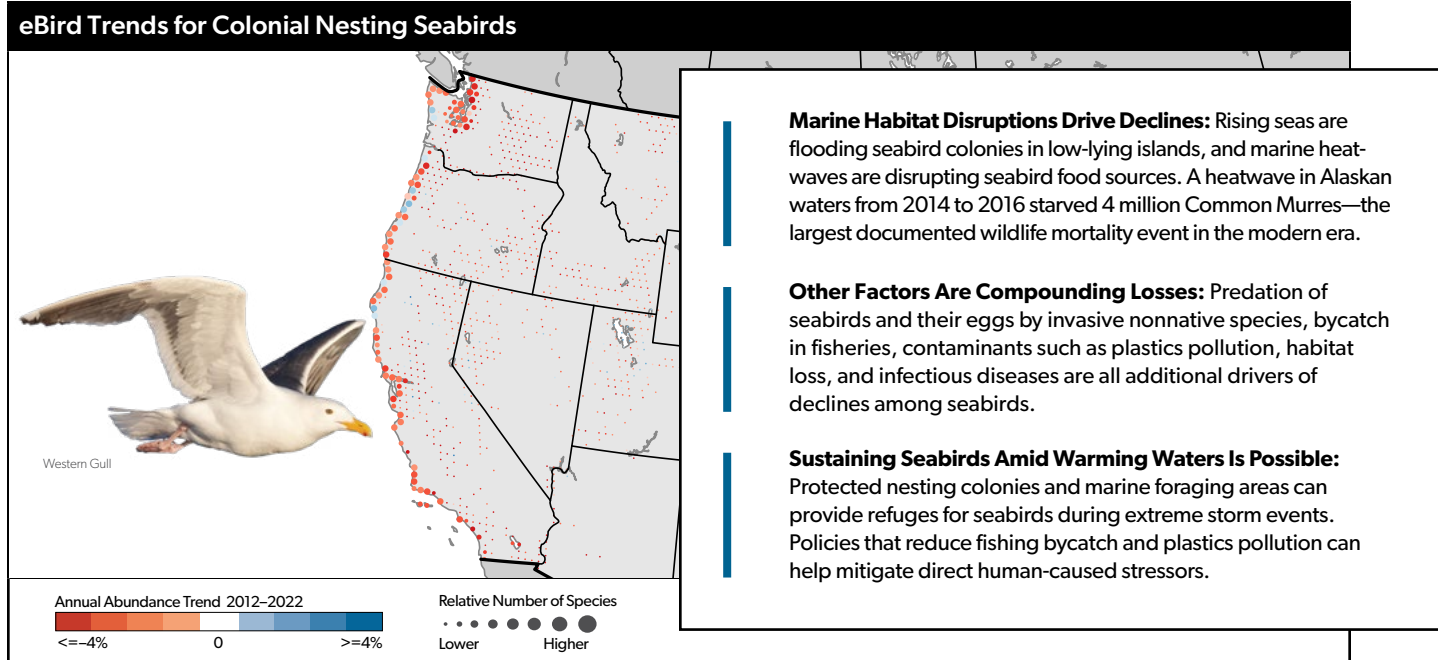 eBird Trends for Colonial Nesting Seabirds
Marine Habitat Disruptions Drive Declines: Rising seas are
flooding seabird colonies in low-lying islands, and marine heat-
waves are disrupting seabird food sources. A heatwave in Alaskan
waters from 2014 to 2016 starved 4 million Common Murres—the
largest documented wildlife mortality event in the modern era.
Other Factors Are Compounding Losses: Predation of
seabirds and their eggs by invasive nonnative species, bycatch
in fisheries, contaminants such as plastics pollution, habitat
loss, and infectious diseases are all additional drivers of
declines among seabirds.
Sustaining Seabirds Amid Warming Waters Is Possible:
Protected nesting colonies and marine foraging areas can
provide refuges for seabirds during extreme storm events.
Policies that reduce fishing bycatch and plastics pollution can
help mitigate direct human-caused stressors.
Western Gull
Annual Abundance Trend 2012–2022
<=–4% 0 >=4%
Relative Number of Species
Lower Higher